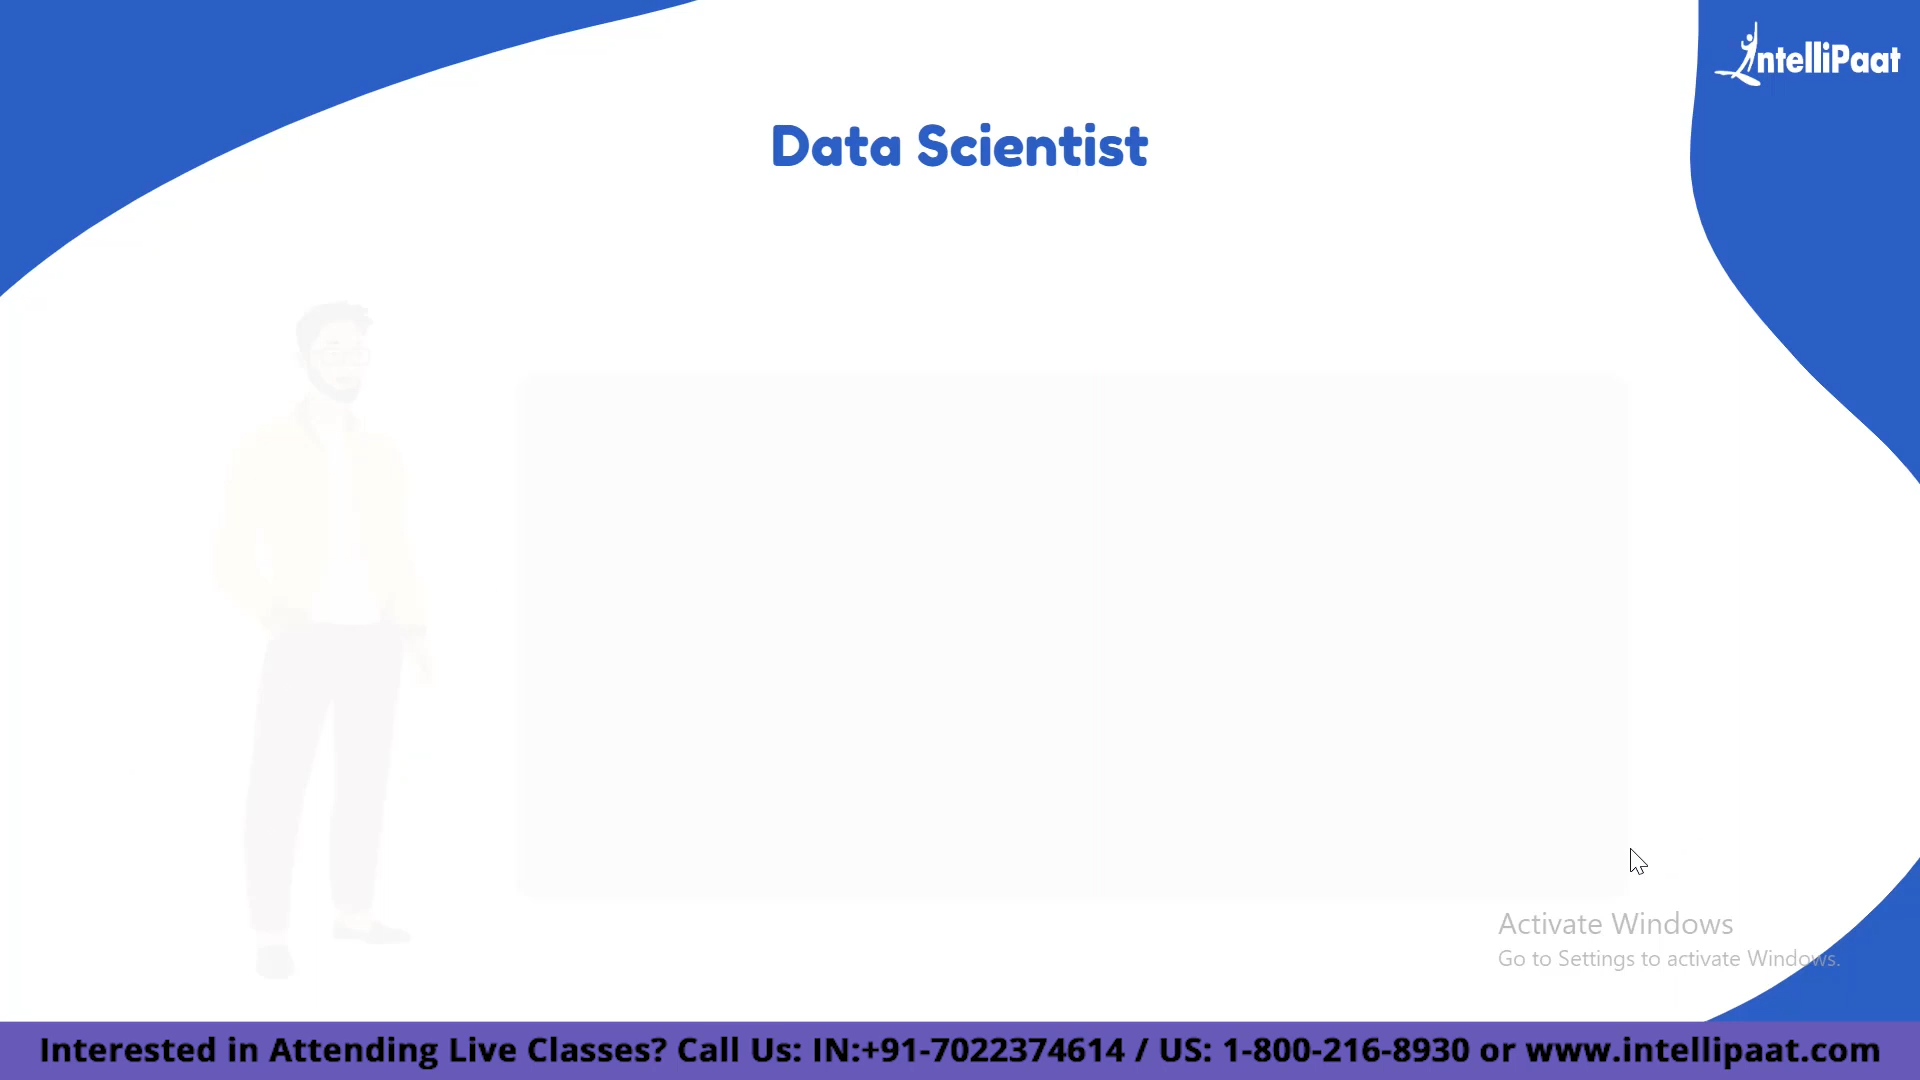 IntelliPaat
Data Scientist
Activate Windows
Go to Settings to activate Windows.
Interested in Attending Live Classes? Call Us: IN:+91-7022374614 / US: 1-800-216-8930 or www.intellipaat.com